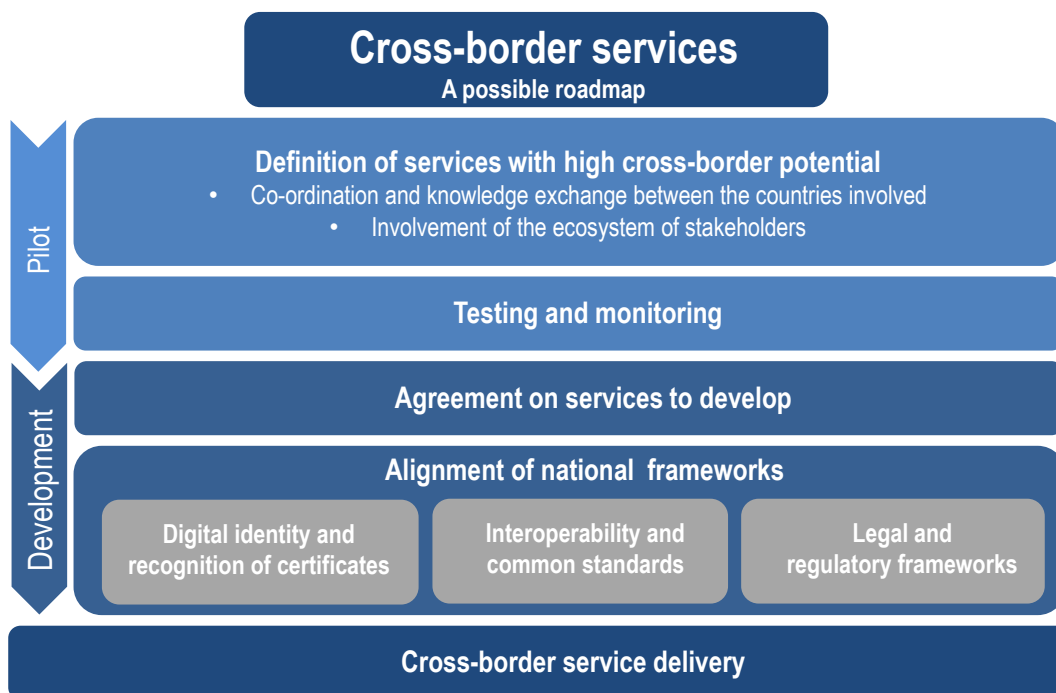 Cross-border services
A possible roadmap
Pilot
Definition of services with high cross-border potential
• Co-ordination and knowledge exchange between the countries involved
• Involvement of the ecosystem of stakeholders
Testing and monitoring
Development
Agreement on services to develop
Alignment of national frameworks
Digital identity and
recognition of certificates
Interoperability and
common standards
Legal and
regulatory frameworks
Cross-border service delivery